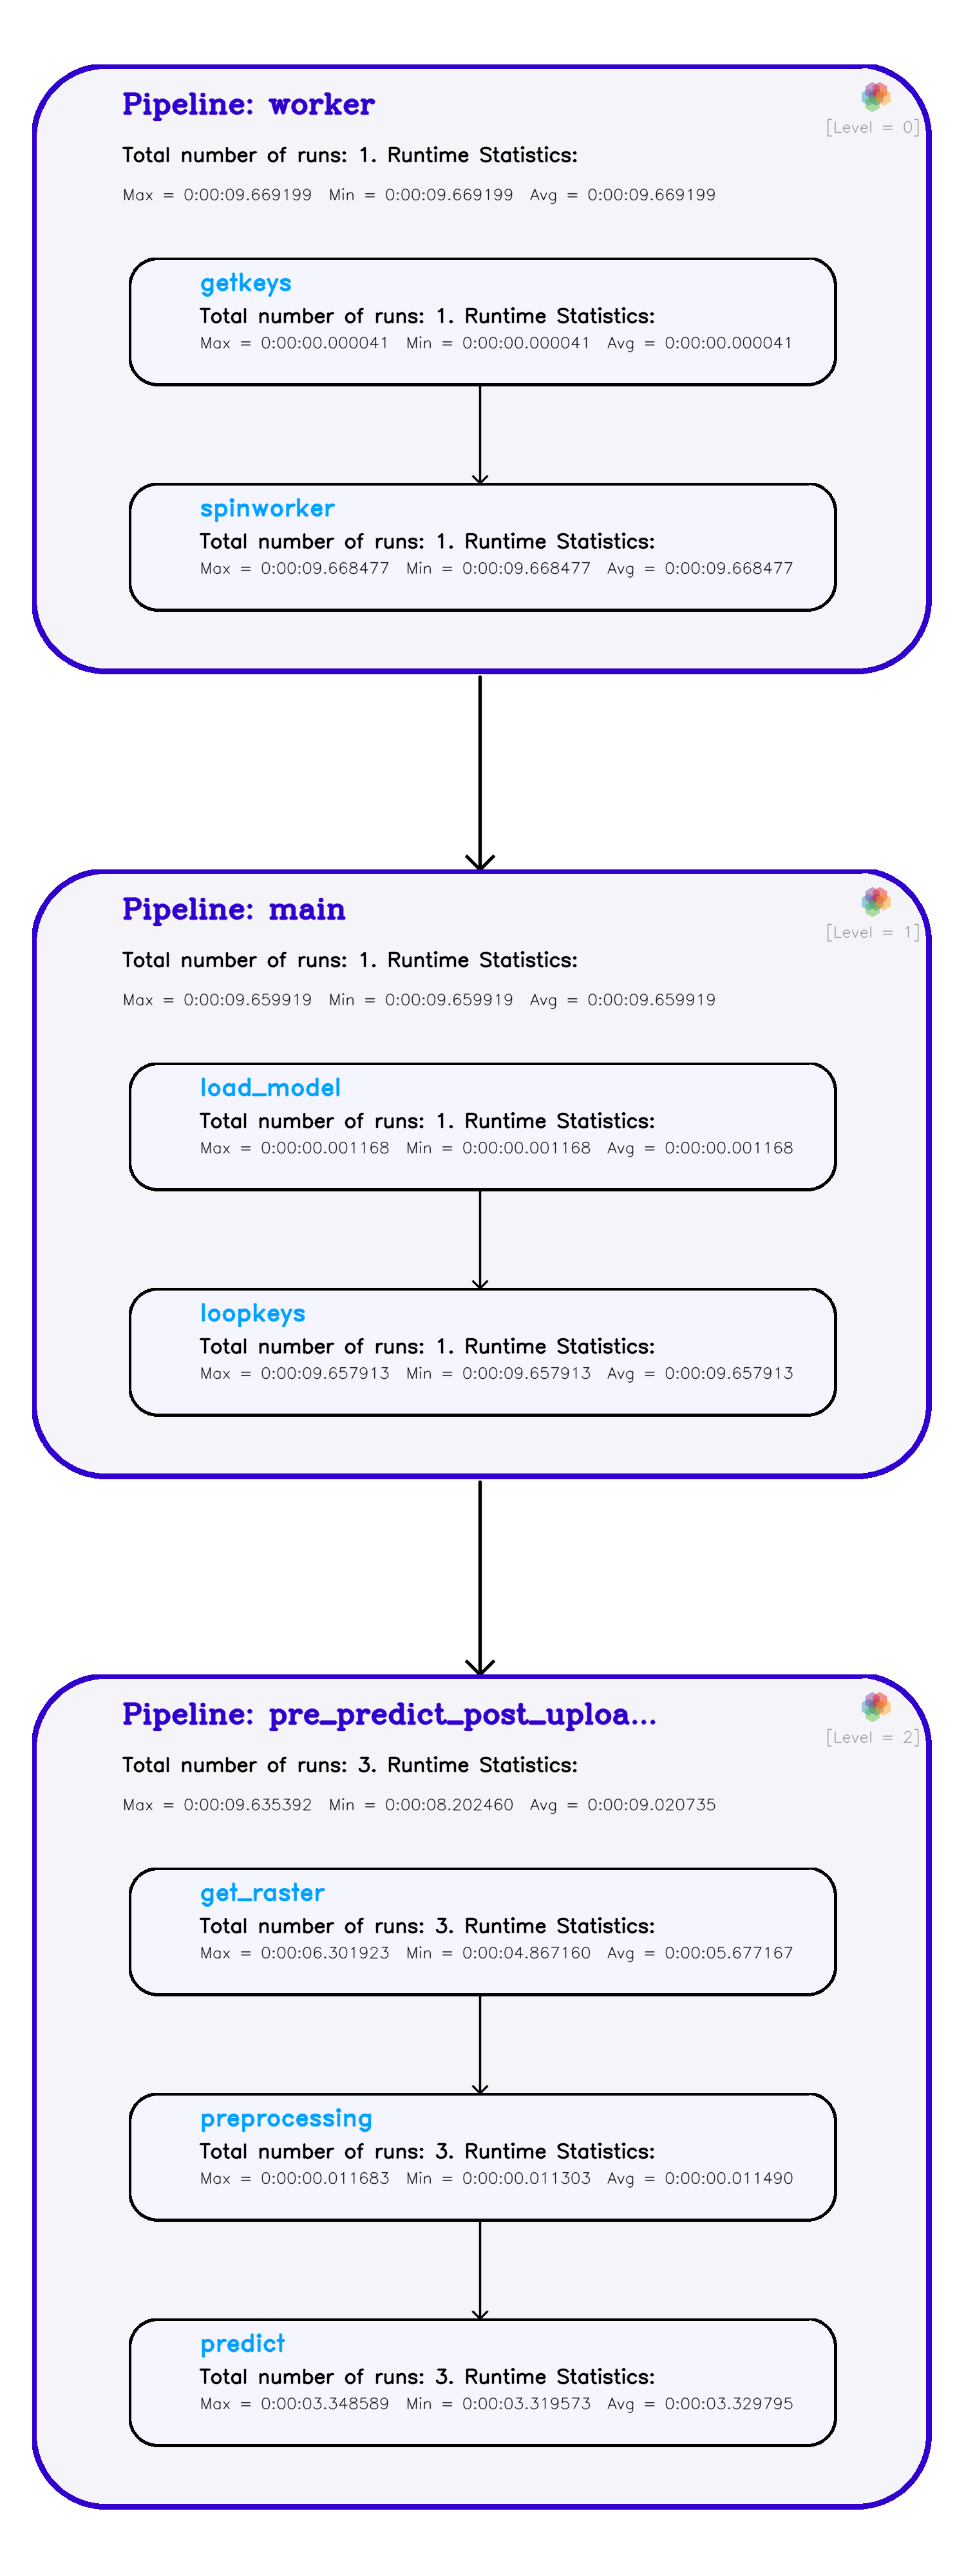 Pipeline: worker
[Level = 0]
Total number of runs: 1. Runtime Statistics:
Max = 0:00:09.669199 Min = 0:00:09.669199 Avg = 0:00:09.669199
getkeys
Total number of runs: 1. Runtime Statistics:
Max = 0:00:00.000041 Min = 0:00:00.000041 Avg = 0:00:00.000041
spinworker
Total number of runs: 1. Runtime Statistics:
Max = 0:00:09.668477 Min = 0:00:09.668477 Avg = 0:00:09.668477
Pipeline: main
[Level = 1]
Total number of runs: 1. Runtime Statistics:
Max = 0:00:09.659919 Min = 0:00:09.659919 Avg = 0:00:09.659919
load_model
Total number of runs: 1. Runtime Statistics:
Max = 0:00:00.001168 Min = 0:00:00.001168 Avg = 0:00:00.001168
loopkeys
Total number of runs: 1. Runtime Statistics:
Max = 0:00:09.657913 Min = 0:00:09.657913 Avg = 0:00:09.657913
Pipeline: pre_predict_post_uploa...
[Level = 2]
Total number of runs: 3. Runtime Statistics:
Max = 0:00:09.635392 Min = 0:00:08.202460 Avg = 0:00:09.020735
get_raster
Total number of runs: 3. Runtime Statistics:
Max = 0:00:06.301923 Min = 0:00:04.867160 Avg = 0:00:05.677167
preprocessing
Total number of runs: 3. Runtime Statistics:
Max = 0:00:00.011683 Min = 0:00:00.011303 Avg = 0:00:00.011490
predict
Total number of runs: 3. Runtime Statistics:
Max = 0:00:03.348589 Min = 0:00:03.319573 Avg = 0:00:03.329795